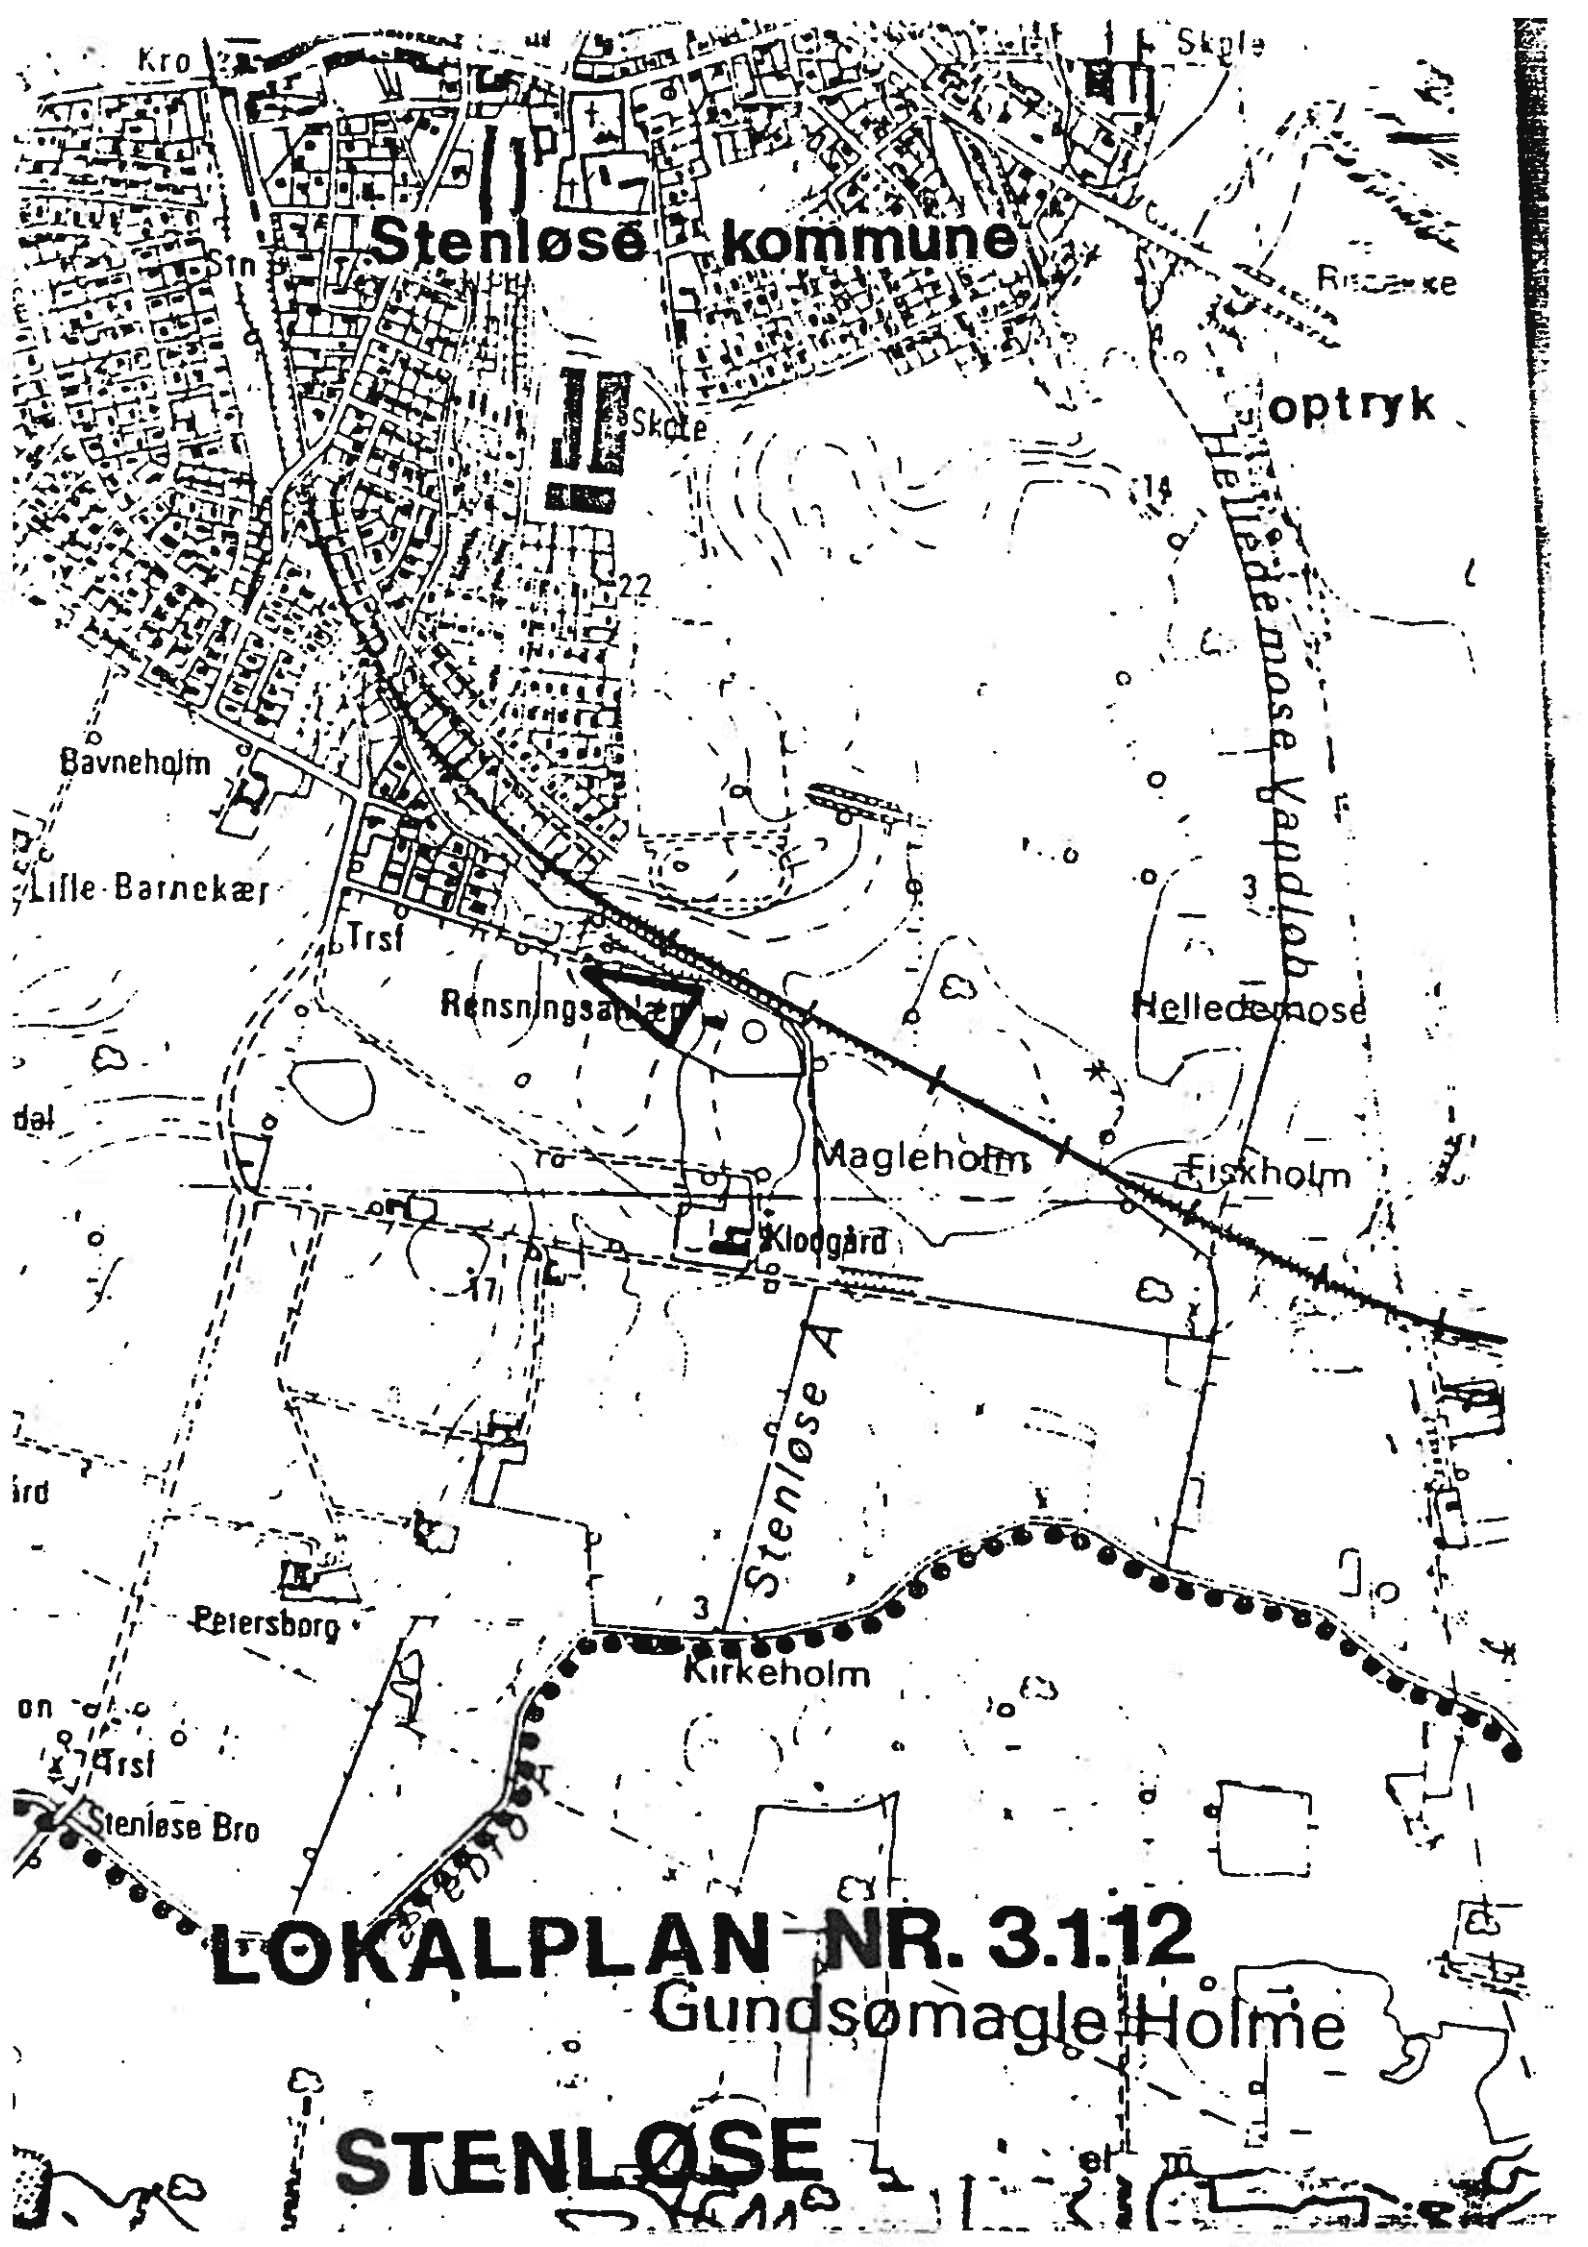 Kro
Skole
Stenløse kommune
Stn
optryk
Skole
14
Helledemose Vandløb
22
Bavneholm
Lille Barnekær
3
Trsf
Rensningsanlæg
Helledemose
dal
Magleholm
Fiskholm
Klodgård
17
Stenløse Å
ård
Petersborg
3
Kirkeholm
on
Trsf
Stenløse Bro
LOKALPLAN NR. 3.1.12
Gundsømagle Holme
STENLØSE